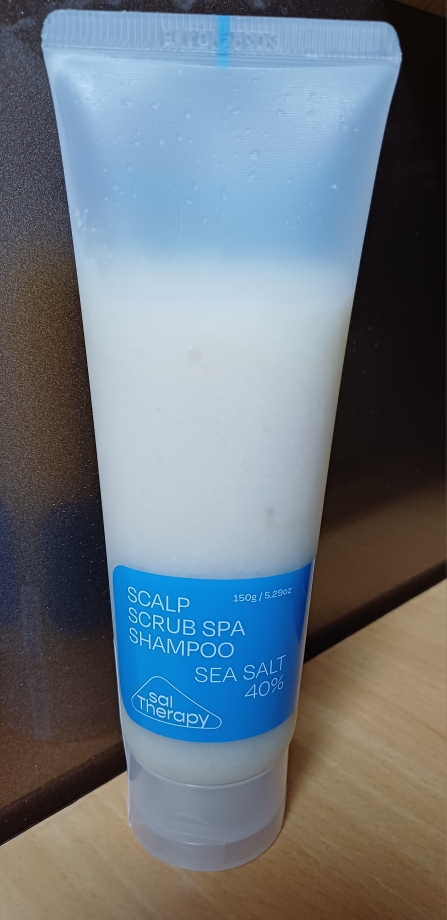 SCALP
SCRUB SPA
SHAMPOO
150g / 5.29oz
SEA SALT
40%
sal
Therapy